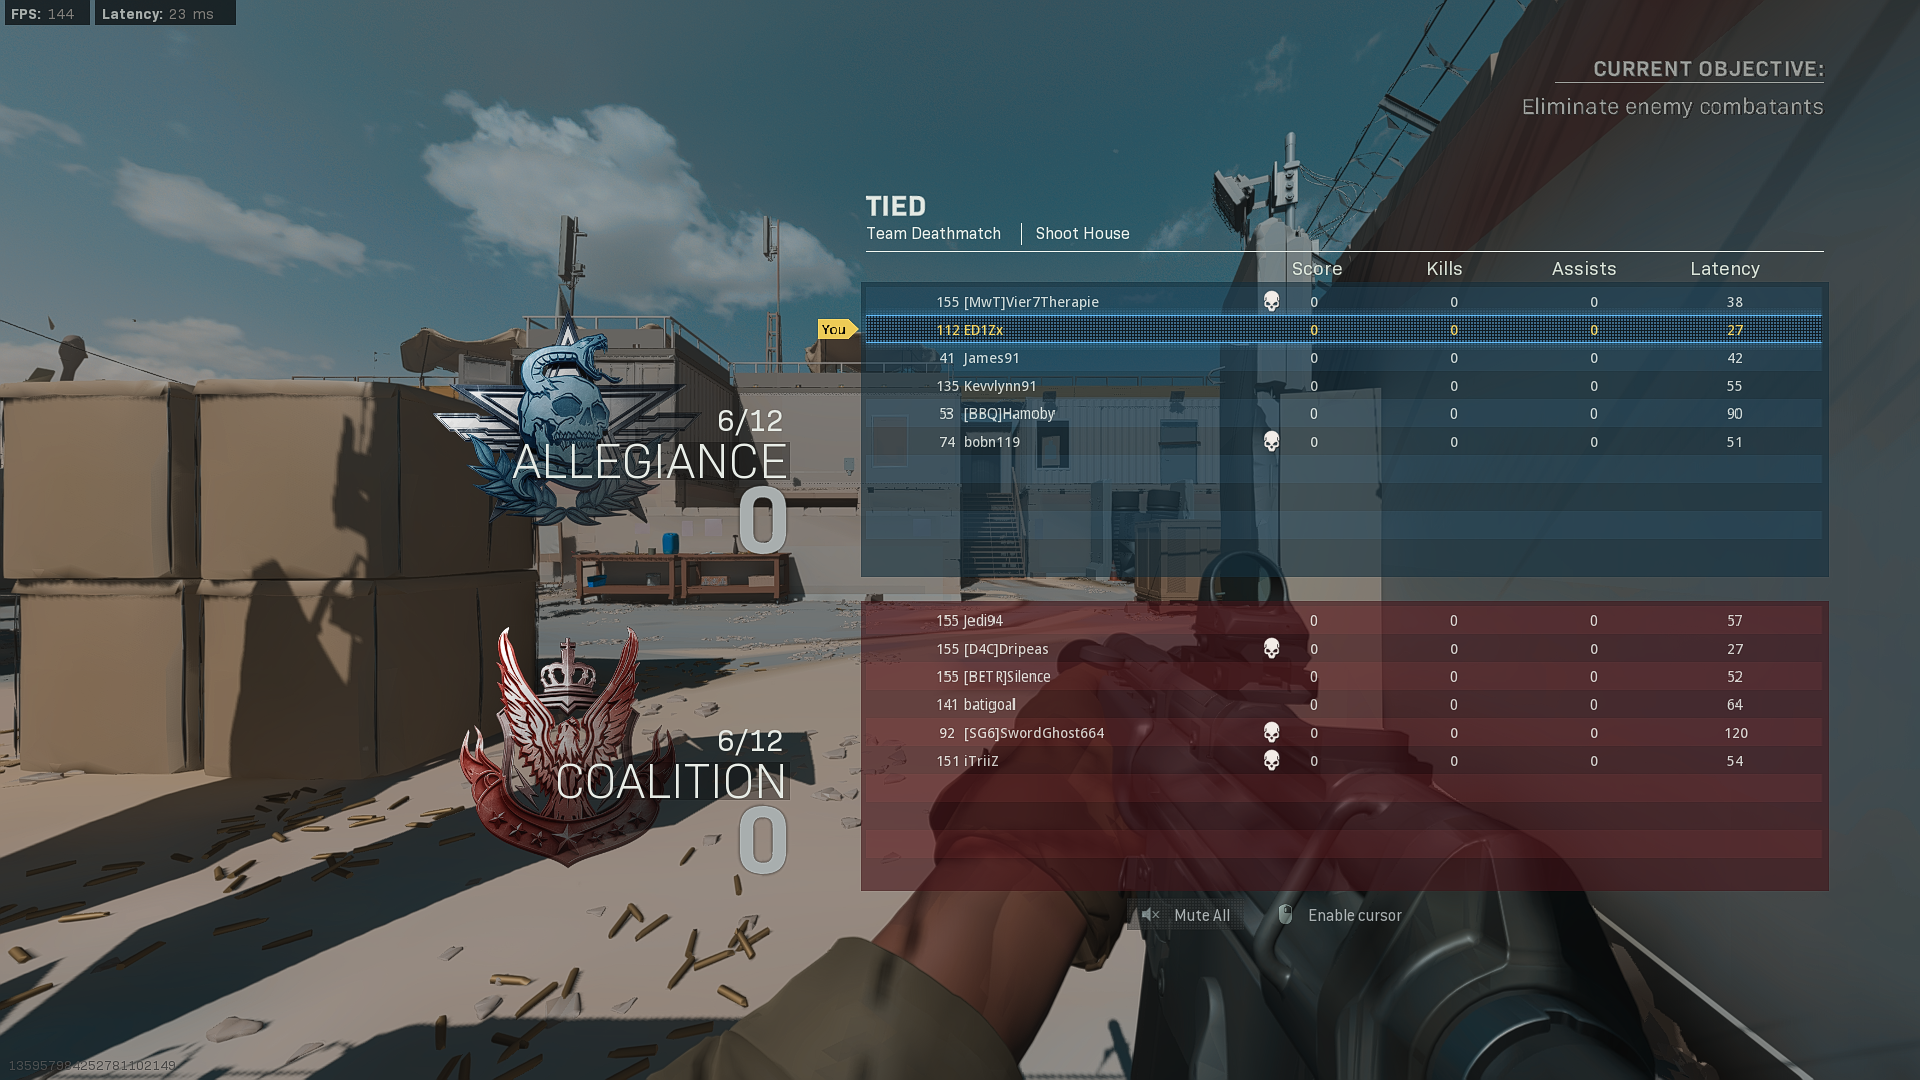 FPS: 144 Latency: 23 ms
CURRENT OBJECTIVE:
Eliminate enemy combatants
TIED
Team Deathmatch | Shoot House
Score Kills Assists Latency
155 [MwT]Vier7Therapie 0 0 0 38
You 112 ED1Zx 0 0 0 27
41 James91 0 0 0 42
135 Kevvlynn91 0 0 0 55
53 [BBQ]Hamoby 0 0 0 90
74 bobn119 0 0 0 51
6/12
ALLEGIANCE
0
155 Jedi94 0 0 0 57
155 [D4C]Dripeas 0 0 0 27
155 [BETR]Silence 0 0 0 52
141 batigoal 0 0 0 64
92 [SG6]SwordGhost664 0 0 0 120
151 iTriiZ 0 0 0 54
6/12
COALITION
0
Mute All Enable cursor